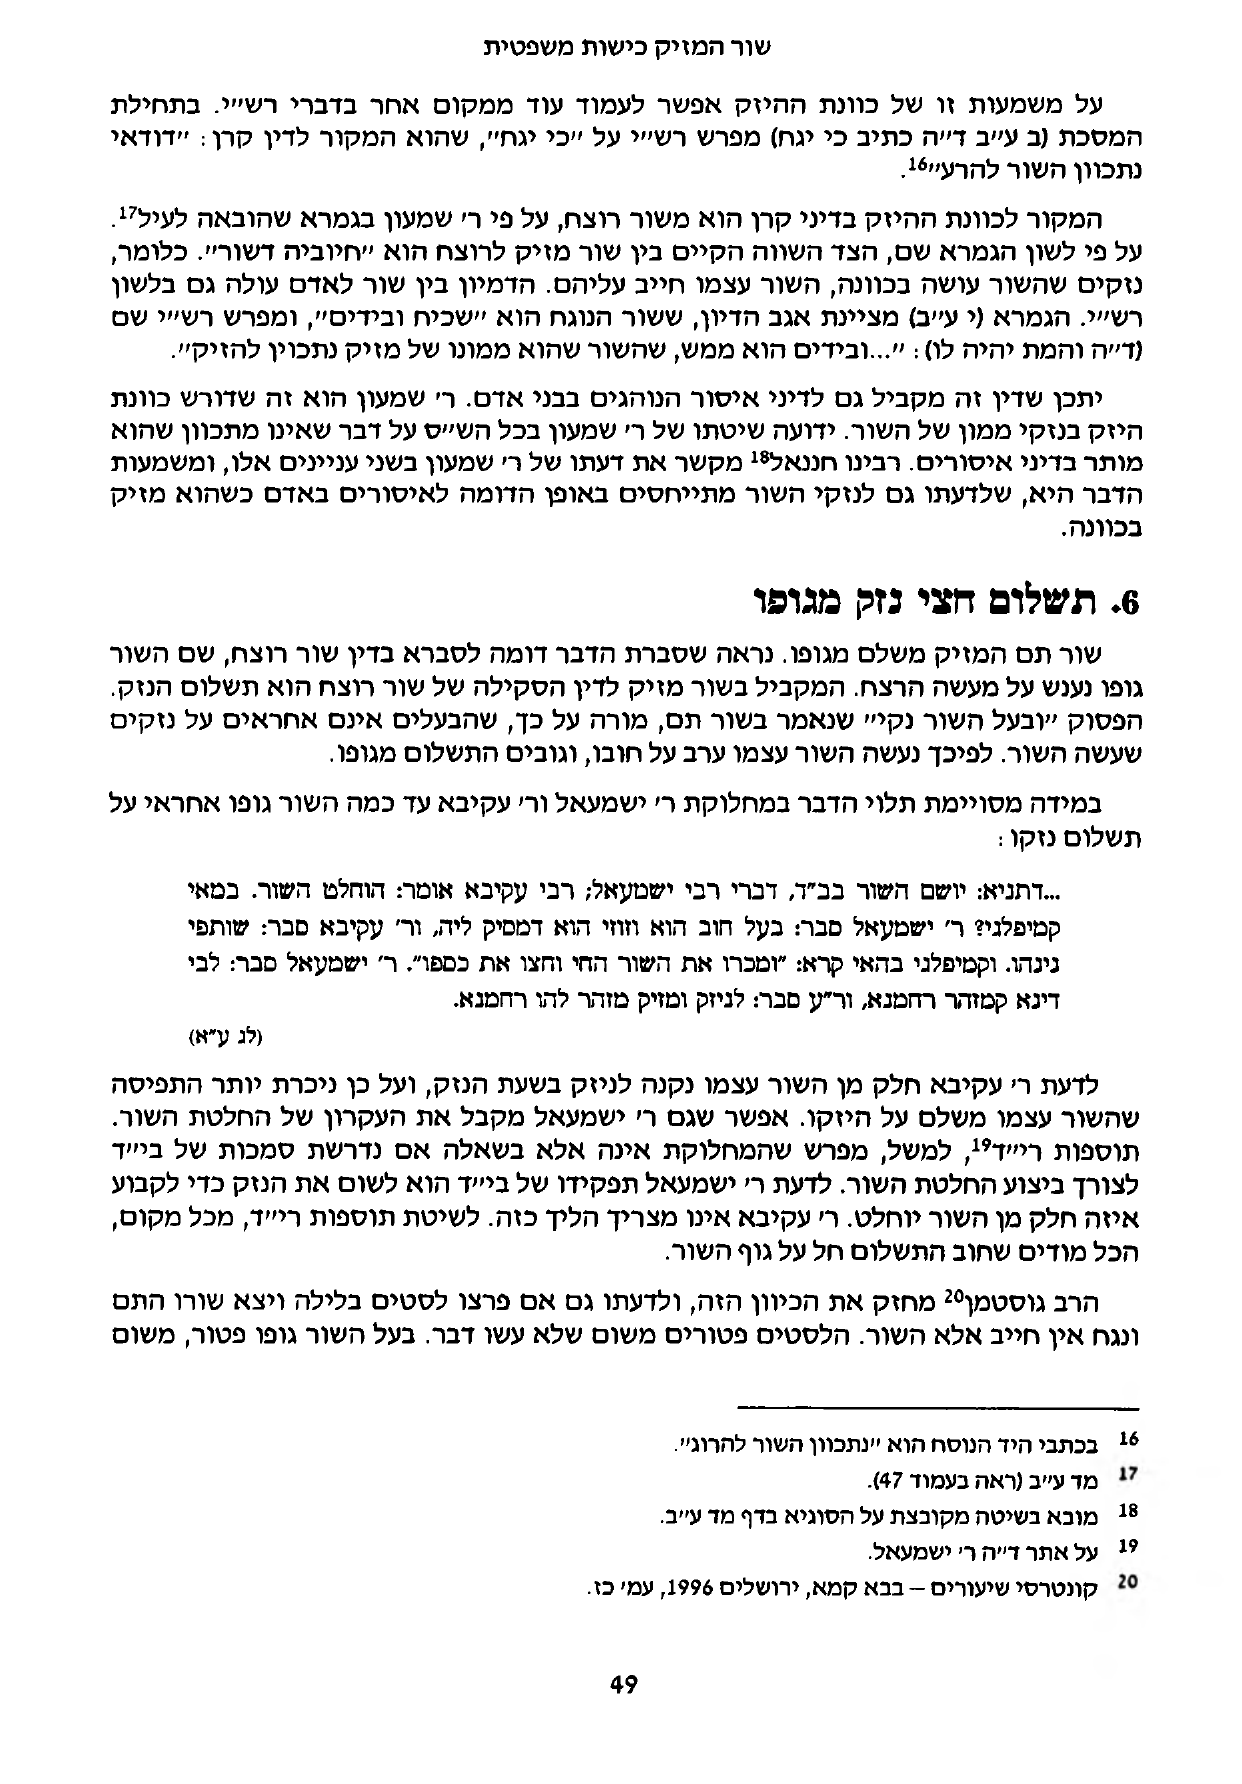 שור המזיק כישות משפטית
על משמעות זו של כוונת ההיזק אפשר לעמוד עוד ממקום אחר בדברי רש״י. בתחילת
המסכת (ב ע״ב ד״ה כתיב כי יגח) מפרש רש״י על ״כי יגח״, שהוא המקור לדין קרן: ״דודאי
נתכוון השור להרע״16.
המקור לכוונת ההיזק בדיני קרן הוא משור רוצח, על פי ר׳ שמעון בגמרא שהובאה לעיל17.
על פי לשון הגמרא שם, הצד השווה הקיים בין שור מזיק לרוצח הוא ״חיוביה דשור״. כלומר,
נזקים שהשור עושה בכוונה, השור עצמו חייב עליהם. הדמיון בין שור לאדם עולה גם בלשון
רש״י. הגמרא (י ע״ב) מציינת אגב הדיון, ששור הנוגח הוא ״שכיח ובידים״, ומפרש רש״י שם
(ד״ה והמת יהיה לו): ״...ובידים הוא ממש, שהשור שהוא ממונו של מזיק נתכוין להזיק״.
יתכן שדין זה מקביל גם לדיני איסור הנוהגים בבני אדם. ר׳ שמעון הוא זה שדורש כוונת
היזק בנזקי ממון של השור. ידועה שיטתו של ר׳ שמעון בכל הש״ס על דבר שאינו מתכוון שהוא
מותר בדיני איסורים. רבינו חננאל18 מקשר את דעתו של ר׳ שמעון בשני עניינים אלו, ומשמעות
הדבר היא, שלדעתו גם לנזקי השור מתייחסים באופן הדומה לאיסורים באדם כשהוא מזיק
בכוונה.
6. תשלום חצי נזק מגופו
שור תם המזיק משלם מגופו. נראה שסברת הדבר דומה לסברא בדין שור רוצח, שם השור
גופו נענש על מעשה הרצח. המקביל בשור מזיק לדין הסקילה של שור רוצח הוא תשלום הנזק.
הפסוק ״ובעל השור נקי״ שנאמר בשור תם, מורה על כך, שהבעלים אינם אחראים על נזקים
שעשה השור. לפיכך נעשה השור עצמו ערב על חובו, וגובים התשלום מגופו.
במידה מסויימת תלוי הדבר במחלוקת ר׳ ישמעאל ור׳ עקיבא עד כמה השור גופו אחראי על
תשלום נזקו:
...דתניא: יושם השור בב״ד, דברי רבי ישמעאל; רבי עקיבא אומר: הוחלט השור. במאי
קמיפלגי? ר׳ ישמעאל סבר: בעל חוב הוא וזוזי הוא דמסיק ליה, ור׳ עקיבא סבר: שותפי
נינהו. וקמיפלגי בהאי קרא: ״ומכרו את השור החי וחצו את כספו״. ר׳ ישמעאל סבר: לבי
דינא קמזהר רחמנא, ור״ע סבר: לניזק ומזיק מזהר להו רחמנא.
(לג ע״א)
לדעת ר׳ עקיבא חלק מן השור עצמו נקנה לניזק בשעת הנזק, ועל כן ניכרת יותר התפיסה
שהשור עצמו משלם על היזקו. אפשר שגם ר׳ ישמעאל מקבל את העקרון של החלטת השור.
תוספות רי״ד19, למשל, מפרש שהמחלוקת אינה אלא בשאלה אם נדרשת סמכות של בי״ד
לצורך ביצוע החלטת השור. לדעת ר׳ ישמעאל תפקידו של בי״ד הוא לשום את הנזק כדי לקבוע
איזה חלק מן השור יוחלט. ר׳ עקיבא אינו מצריך הליך כזה. לשיטת תוספות רי״ד, מכל מקום,
הכל מודים שחוב התשלום חל על גוף השור.
הרב גוסטמן20 מחזק את הכיוון הזה, ולדעתו גם אם פרצו לסטים בלילה ויצא שורו התם
ונגח אין חייב אלא השור. הלסטים פטורים משום שלא עשו דבר. בעל השור גופו פטור, משום
16 בכתבי היד הנוסח הוא ״נתכוון השור להרוג״.
17 מד ע״ב (ראה בעמוד 47).
18 מובא בשיטה מקובצת על הסוגיא בדף מד ע״ב.
19 על אתר ד״ה ר׳ ישמעאל.
20 קונטרסי שיעורים – בבא קמא, ירושלים 1996, עמ׳ כז.
49